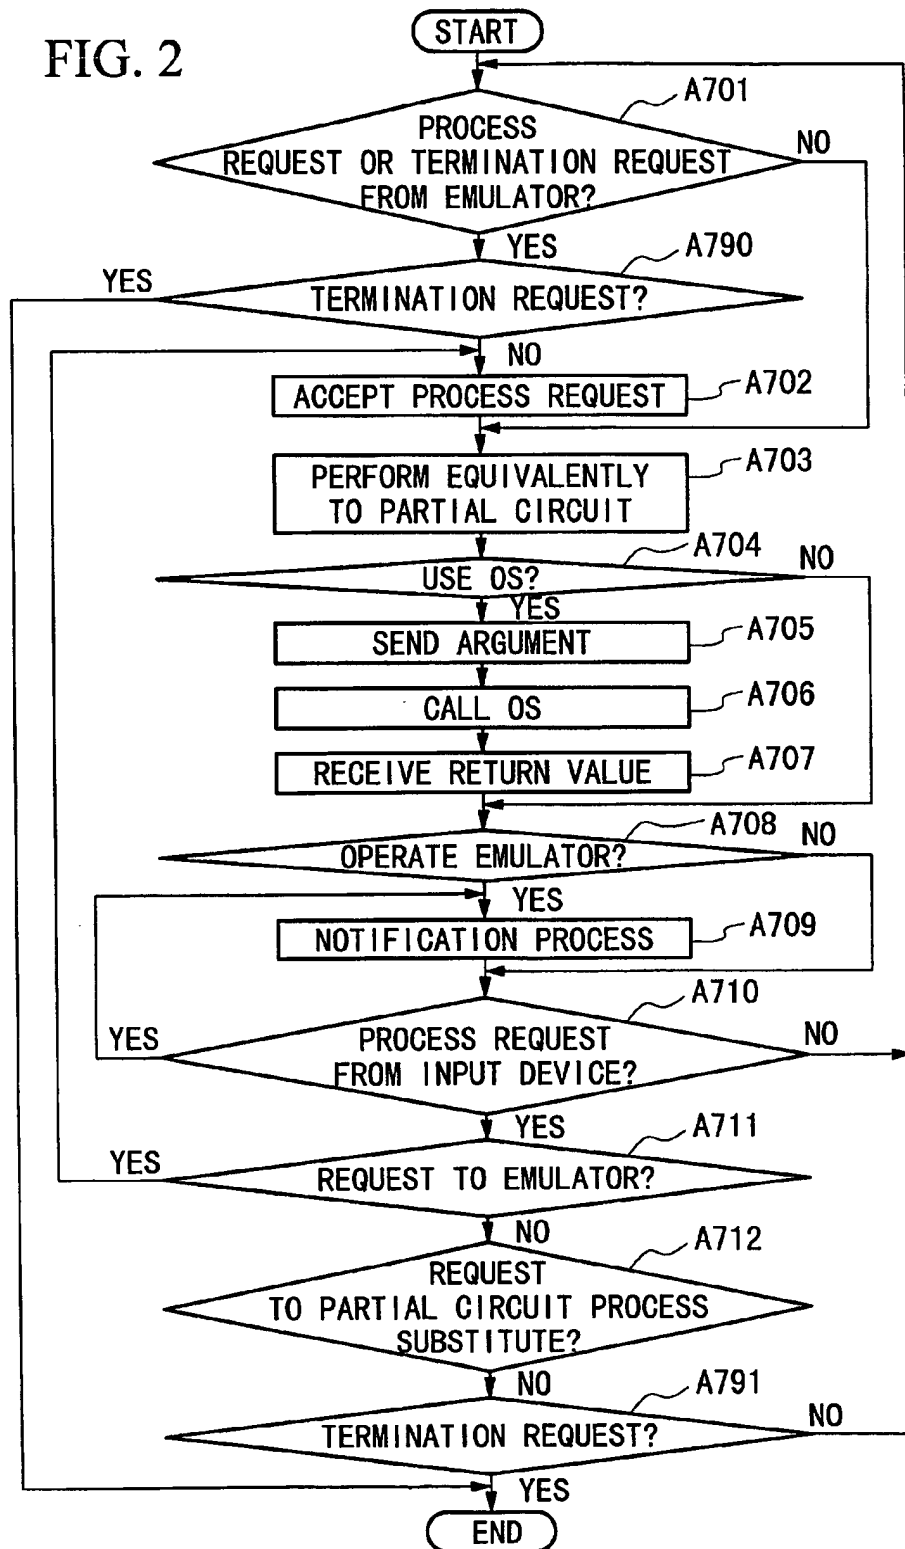 FIG. 2
START
A701
PROCESS
REQUEST OR TERMINATION REQUEST
FROM EMULATOR?
NO
YES
A790
YES
TERMINATION REQUEST?
NO
ACCEPT PROCESS REQUEST
A702
PERFORM EQUIVALENTLY
TO PARTIAL CIRCUIT
A703
A704
USE OS?
NO
YES
SEND ARGUMENT
A705
CALL OS
A706
RECEIVE RETURN VALUE
A707
A708
OPERATE EMULATOR?
NO
YES
NOTIFICATION PROCESS
A709
A710
YES
PROCESS REQUEST
FROM INPUT DEVICE?
NO
YES
A711
YES
REQUEST TO EMULATOR?
NO
A712
REQUEST
TO PARTIAL CIRCUIT PROCESS
SUBSTITUTE?
NO
A791
TERMINATION REQUEST?
NO
YES
END